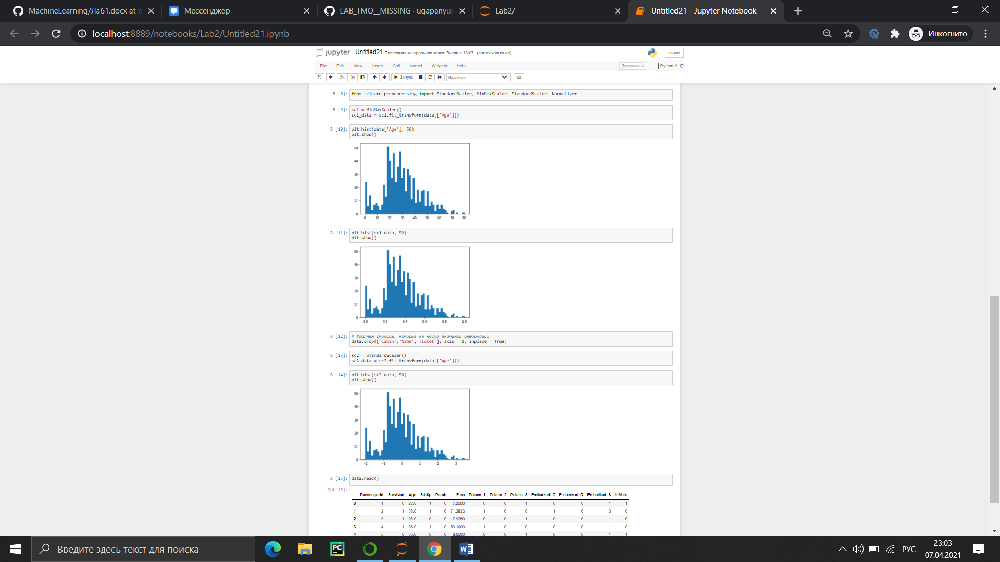 MachineLearning/Ла61.docx at m
Мессенджер
LAB_TMO__MISSING · ugapanyuk
Lab2/
Untitled21 - Jupyter Notebook
localhost:8889/notebooks/Lab2/Untitled21.ipynb
Инкогнито
jupyter Untitled21 Последняя контрольная точка: Вчера в 13:07 (автосохранение)
Logout
File Edit View Insert Cell Kernel Widgets Help
Доверенный Python 3
Запуск Markdown
В [8]: from sklearn.preprocessing import StandardScaler, MinMaxScaler, StandardScaler, Normalizer
В [9]: sc1 = MinMaxScaler()
sc1_data = sc1.fit_transform(data[['Age']])
В [10]: plt.hist(data['Age'], 50)
plt.show()
50
40
30
20
10
0
0 10 20 30 40 50 60 70 80
В [11]: plt.hist(sc1_data, 50)
plt.show()
50
40
30
20
10
0
0.0 0.2 0.4 0.6 0.8 1.0
В [12]: # Удаляем столбцы, которые не несут значимой информации
data.drop(['Cabin','Name','Ticket'], axis = 1, inplace = True)
В [13]: sc2 = StandardScaler()
sc2_data = sc2.fit_transform(data[['Age']])
В [14]: plt.hist(sc2_data, 50)
plt.show()
50
40
30
20
10
0
−2 −1 0 1 2 3
В [15]: data.head()
Out[15]:
PassengerId Survived Age SibSp Parch Fare Pclass_1 Pclass_2 Pclass_3 Embarked_C Embarked_Q Embarked_S IsMale
0 1 0 22.0 1 0 7.2500 0 0 1 0 0 1 1
1 2 1 38.0 1 0 71.2833 1 0 0 1 0 0 0
2 3 1 26.0 0 0 7.9250 0 0 1 0 0 1 0
3 4 1 35.0 1 0 53.1000 1 0 0 0 0 1 0
4 5 0 35.0 0 0 8.0500 0 0 1 0 0 1 1
Введите здесь текст для поиска
PC
W
РУС
23:03
07.04.2021